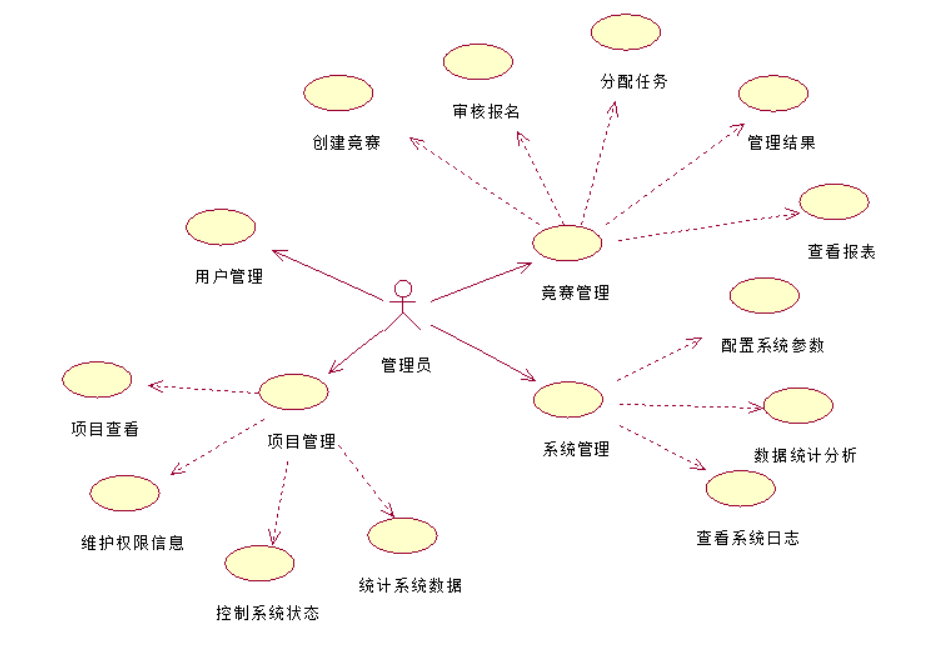 分配任务
审核报名
创建竞赛
管理结果
查看报表
用户管理
竞赛管理
配置系统参数
管理员
项目查看
项目管理
系统管理
数据统计分析
维护权限信息
查看系统日志
统计系统数据
控制系统状态